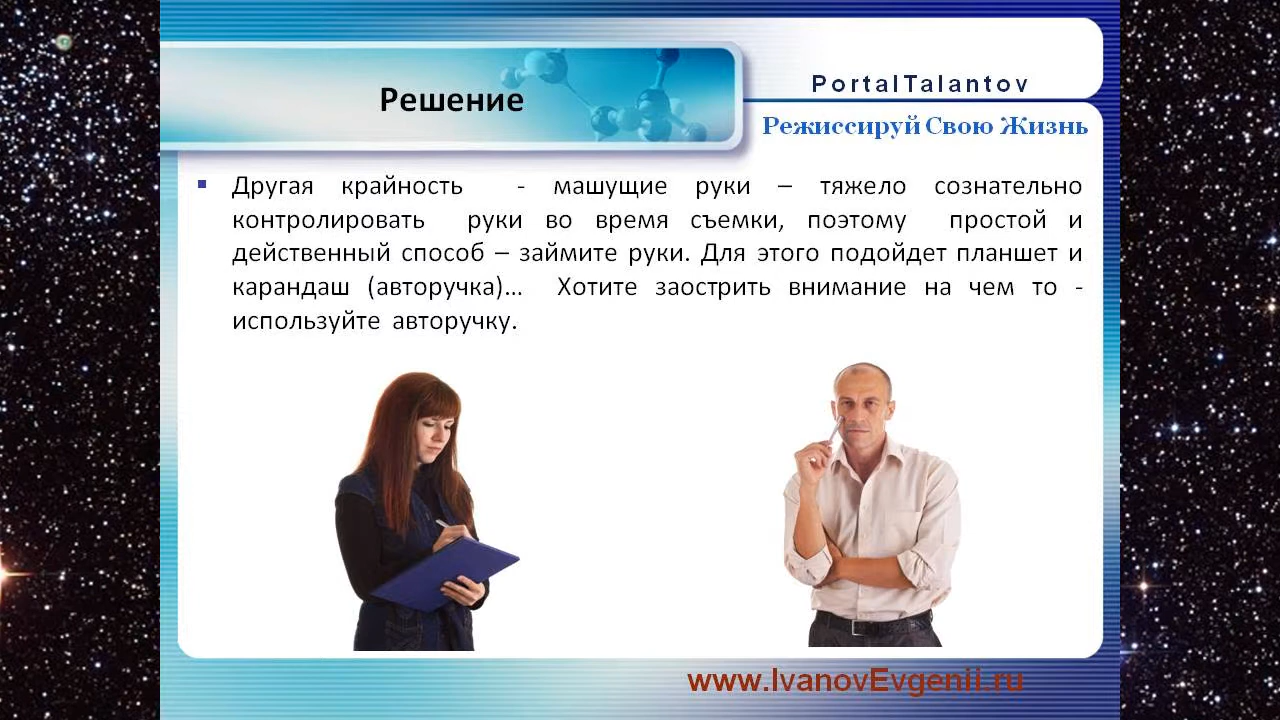 Решение
PortalTalantov
Режиссируй Свою Жизнь
Другая крайность - машущие руки – тяжело сознательно
контролировать руки во время съемки, поэтому простой и
действенный способ – займите руки. Для этого подойдет планшет и
карандаш (авторучка)… Хотите заострить внимание на чем то -
используйте авторучку.
www.IvanovEvgenii.ru